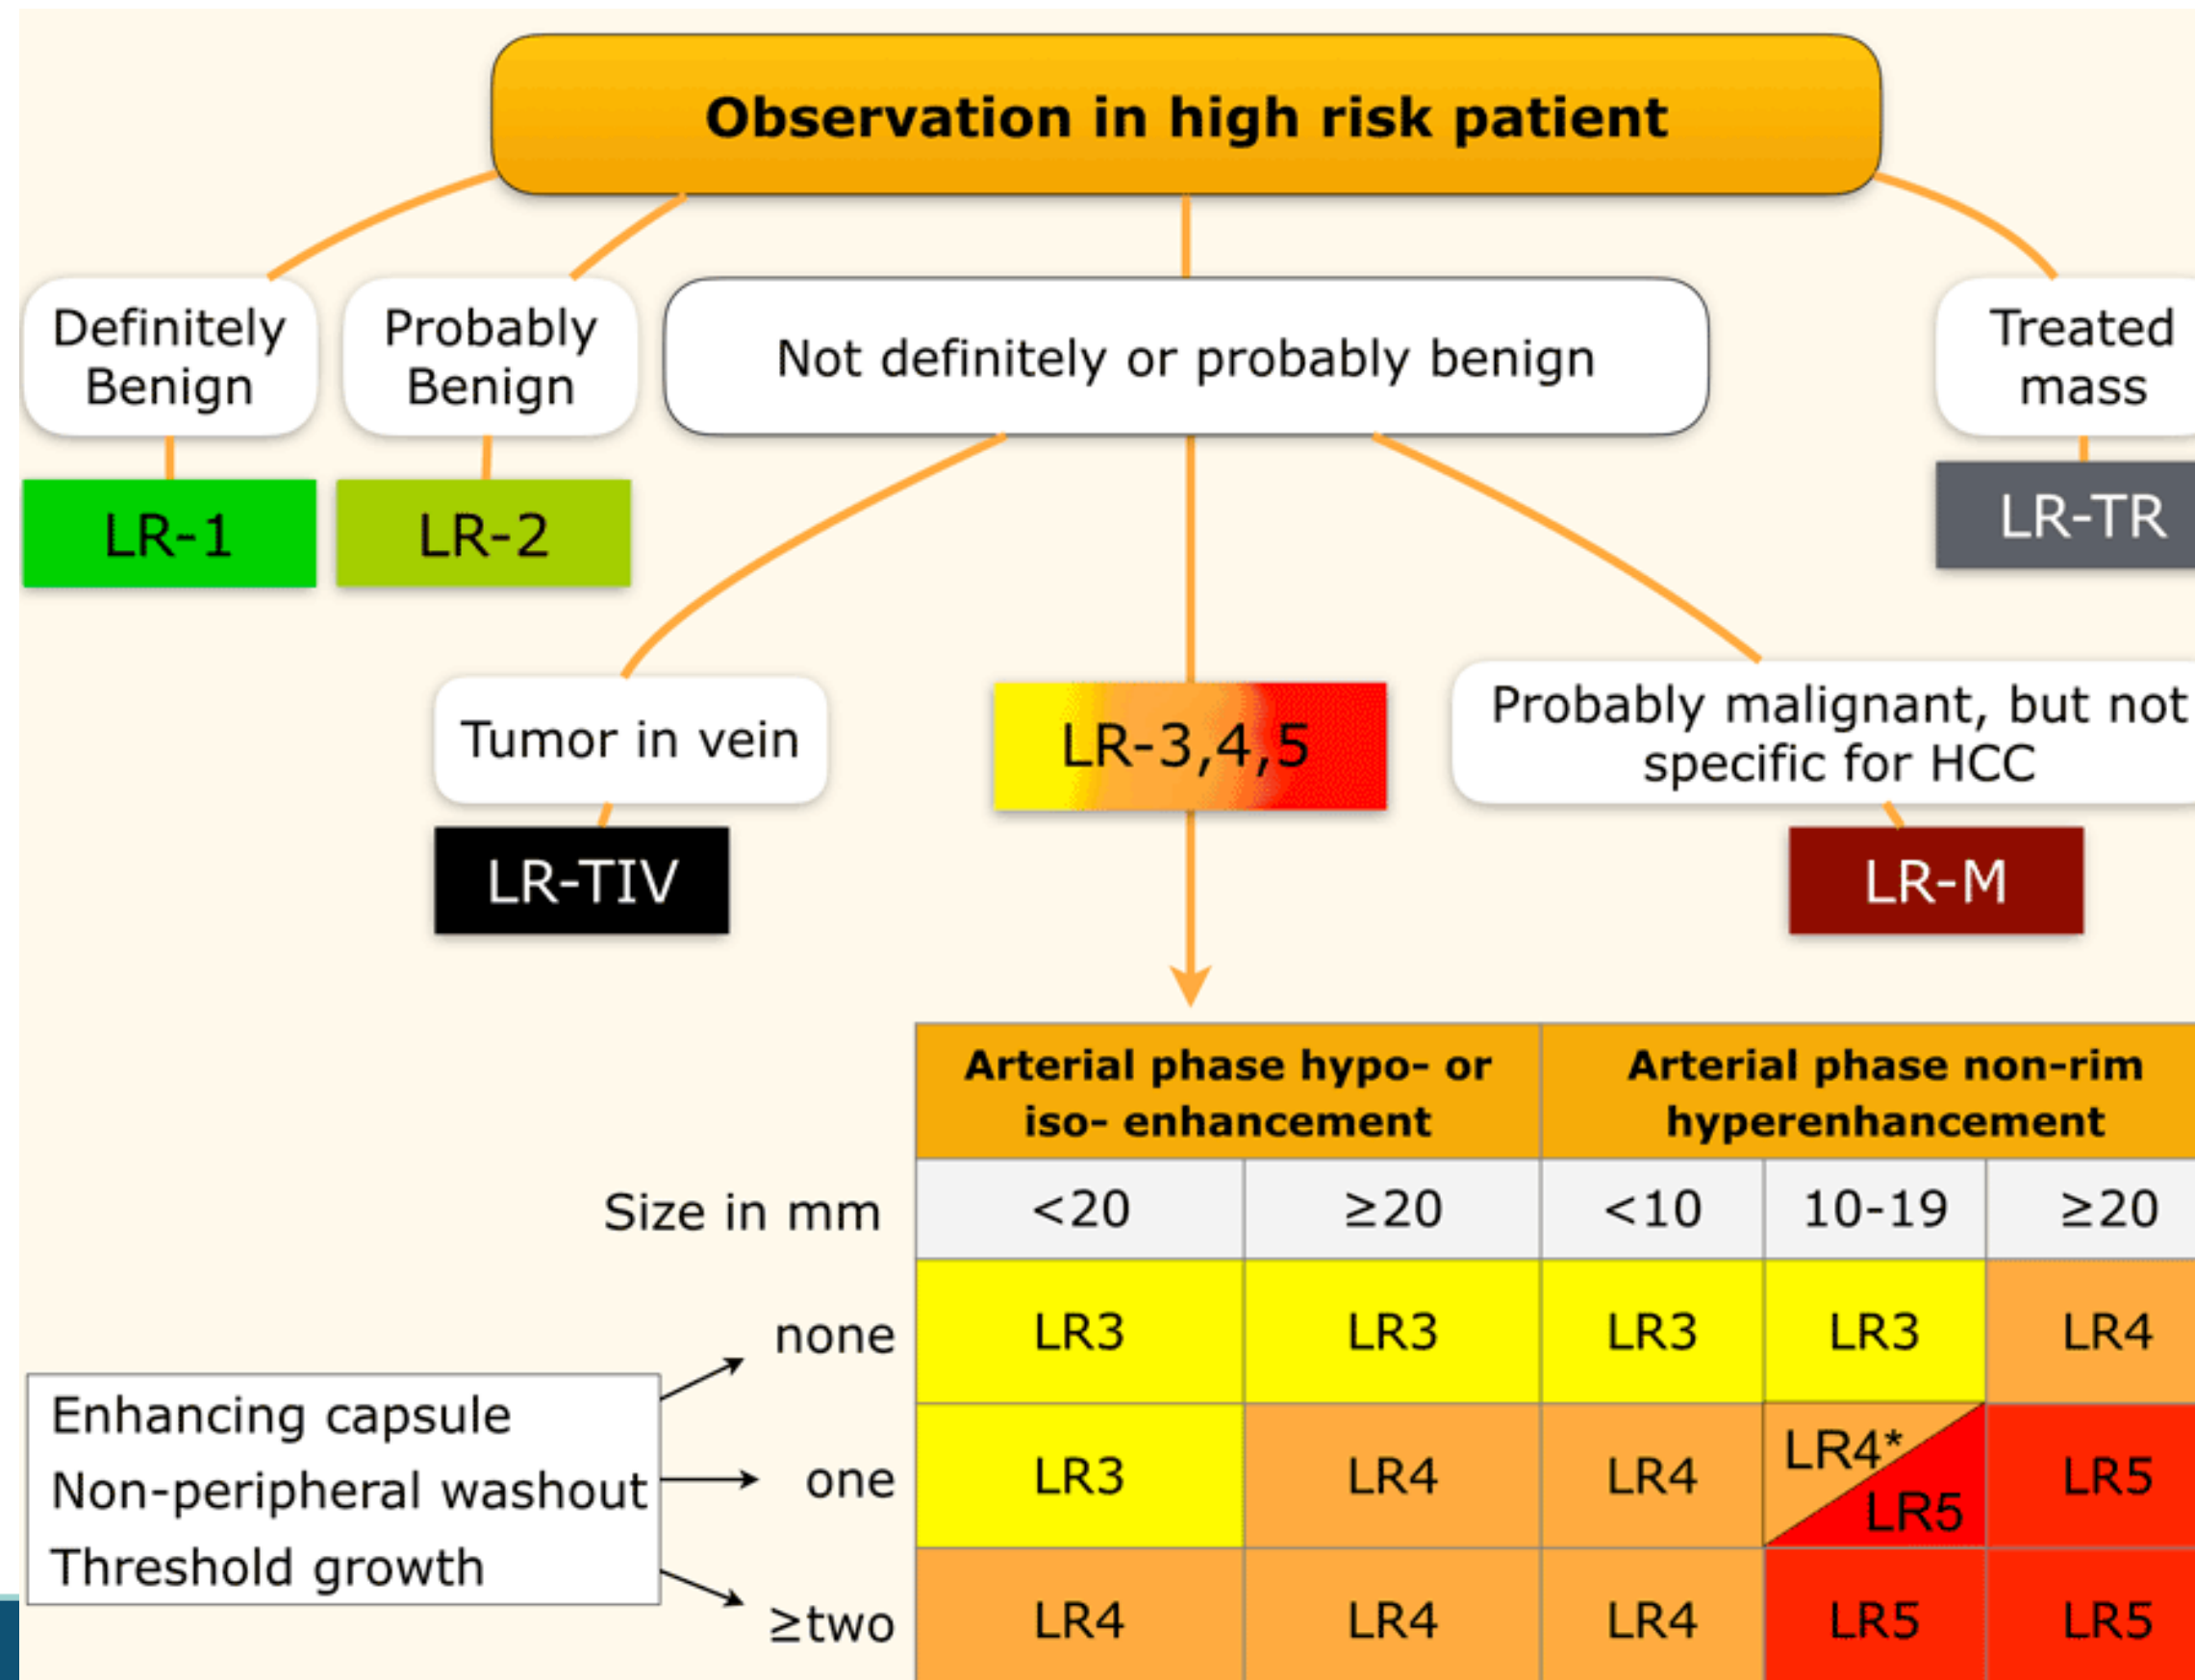 Observation in high risk patient
Definitely
Benign
Probably
Benign
Not definitely or probably benign
Treated
mass
LR-1
LR-2
LR-TR
Tumor in vein
LR-3,4,5
Probably malignant, but not
specific for HCC
LR-TIV
LR-M
Arterial phase hypo- or
iso- enhancement
Arterial phase non-rim
hyperenhancement
Size in mm
<20
≥20
<10
10-19
≥20
none
LR3
LR3
LR3
LR3
LR4
Enhancing capsule
Non-peripheral washout
Threshold growth
one
LR3
LR4
LR4
LR4*
LR5
LR5
≥two
LR4
LR4
LR4
LR5
LR5